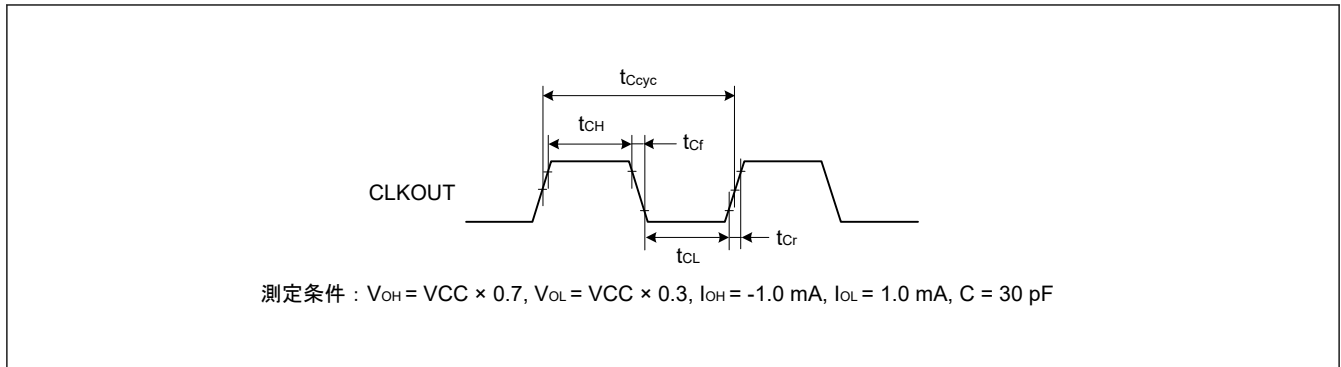 tCcyc
tCH
tCf
CLKOUT
tCr
tCL
測定条件：VOH = VCC × 0.7, VOL = VCC × 0.3, IOH = -1.0 mA, IOL = 1.0 mA, C = 30 pF